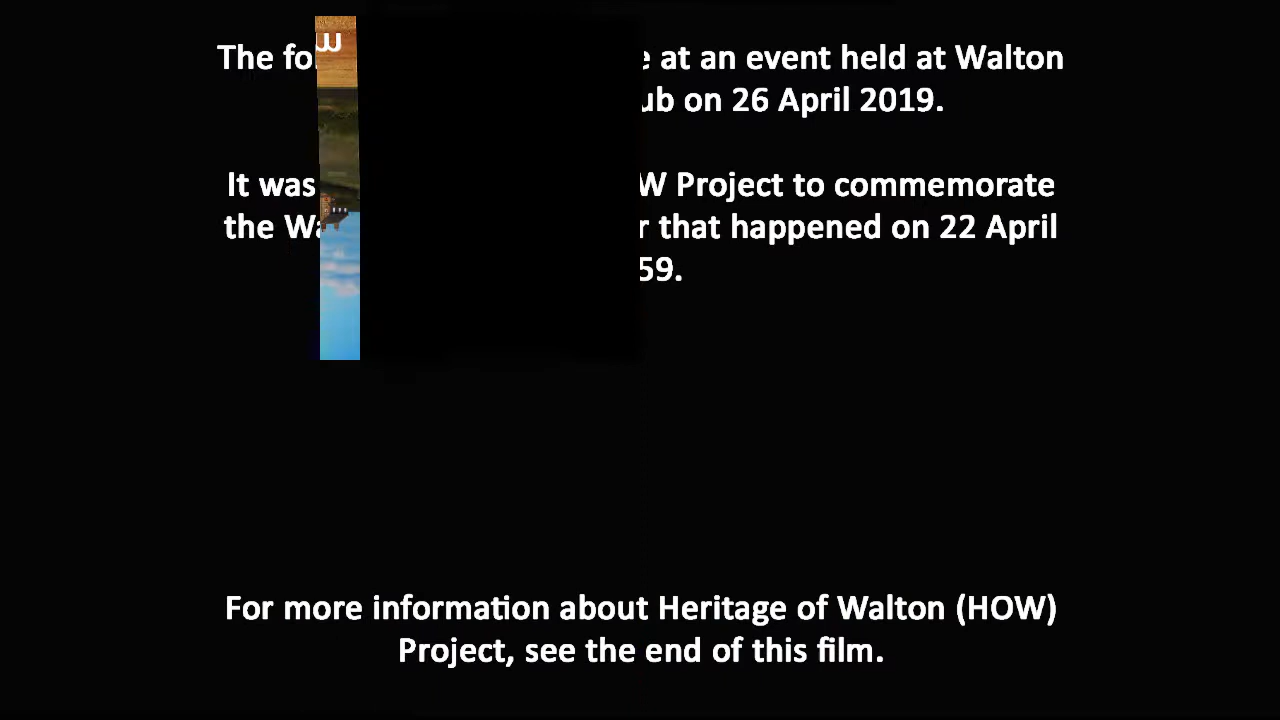 The e at an event held at Walton
on 26 April 2019.
It was Project to commemorate
the that happened on 22 April
59.
For more information about Heritage of Walton (HOW)
Project, see the end of this film.